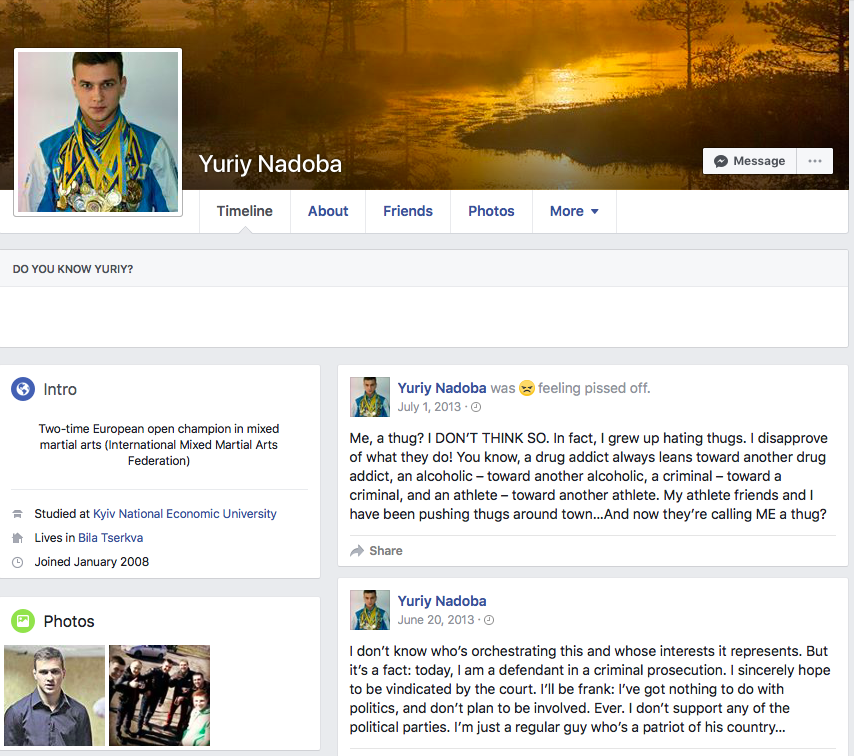 Yuriy Nadoba
Message
Timeline
About
Friends
Photos
More
DO YOU KNOW YURIY?
Intro
Two-time European open champion in mixed
martial arts (International Mixed Martial Arts
Federation)
Studied at Kyiv National Economic University
Lives in Bila Tserkva
Joined January 2008
Photos
Yuriy Nadoba was feeling pissed off.
July 1, 2013 ·
Me, a thug? I DON’T THINK SO. In fact, I grew up hating thugs. I disapprove
of what they do! You know, a drug addict always leans toward another drug
addict, an alcoholic – toward another alcoholic, a criminal – toward a
criminal, and an athlete – toward another athlete. My athlete friends and I
have been pushing thugs around town...And now they’re calling ME a thug?
Share
Yuriy Nadoba
June 20, 2013 ·
I don’t know who’s orchestrating this and whose interests it represents. But
it’s a fact: today, I am a defendant in a criminal prosecution. I sincerely hope
to be vindicated by the court. I’ll be frank: I’ve got nothing to do with
politics, and don’t plan to be involved. Ever. I don’t support any of the
political parties. I’m just a regular guy who’s a patriot of his country...